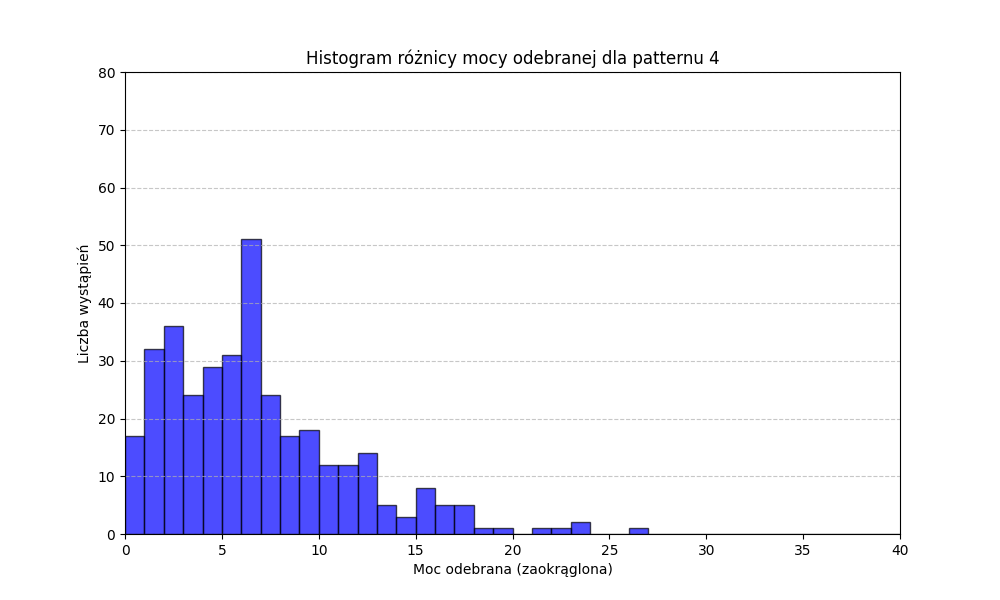 Histogram różnicy mocy odebranej dla patternu 4
80
70
60
50
40
30
20
10
0
Liczba wystąpień
0 5 10 15 20 25 30 35 40
Moc odebrana (zaokrąglona)